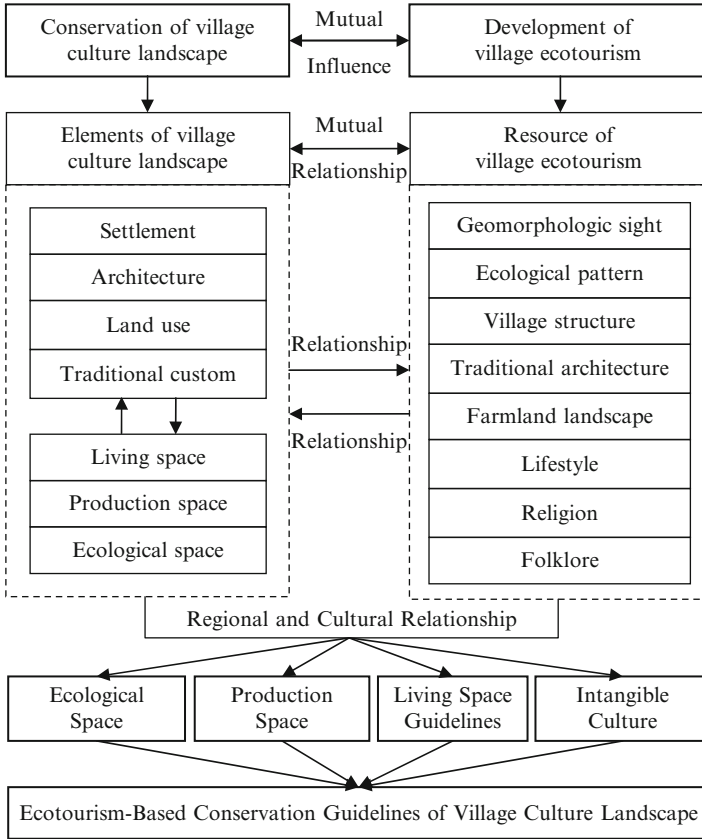 Conservation of village
culture landscape
Mutual
Influence
Development of
village ecotourism
Elements of village
culture landscape
Mutual
Relationship
Resource of
village ecotourism
Settlement
Architecture
Land use
Traditional custom
Living space
Production space
Ecological space
Relationship
Relationship
Geomorphologic sight
Ecological pattern
Village structure
Traditional architecture
Farmland landscape
Lifestyle
Religion
Folklore
Regional and Cultural Relationship
Ecological
Space
Production
Space
Living Space
Guidelines
Intangible
Culture
Ecotourism-Based Conservation Guidelines of Village Culture Landscape